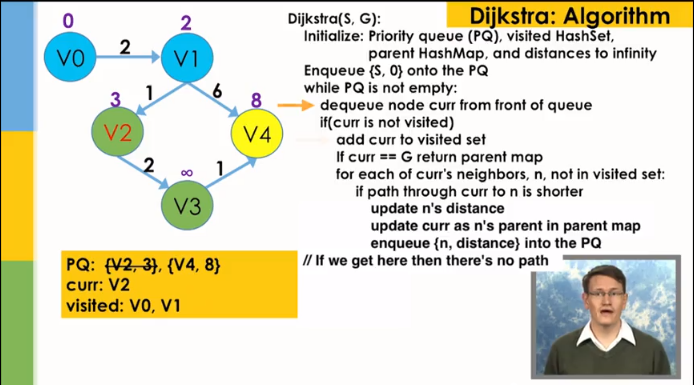 Dijkstra: Algorithm
0
2
V0
2
V1
1
6
3
8
V2
V4
2
∞
1
V3
PQ: {V2, 3}, {V4, 8}
curr: V2
visited: V0, V1
Dijkstra(S, G):
Initialize: Priority queue (PQ), visited HashSet,
parent HashMap, and distances to infinity
Enqueue {S, 0} onto the PQ
while PQ is not empty:
dequeue node curr from front of queue
if(curr is not visited)
add curr to visited set
If curr == G return parent map
for each of curr's neighbors, n, not in visited set:
if path through curr to n is shorter
update n's distance
update curr as n's parent in parent map
enqueue {n, distance} into the PQ
// If we get here then there's no path